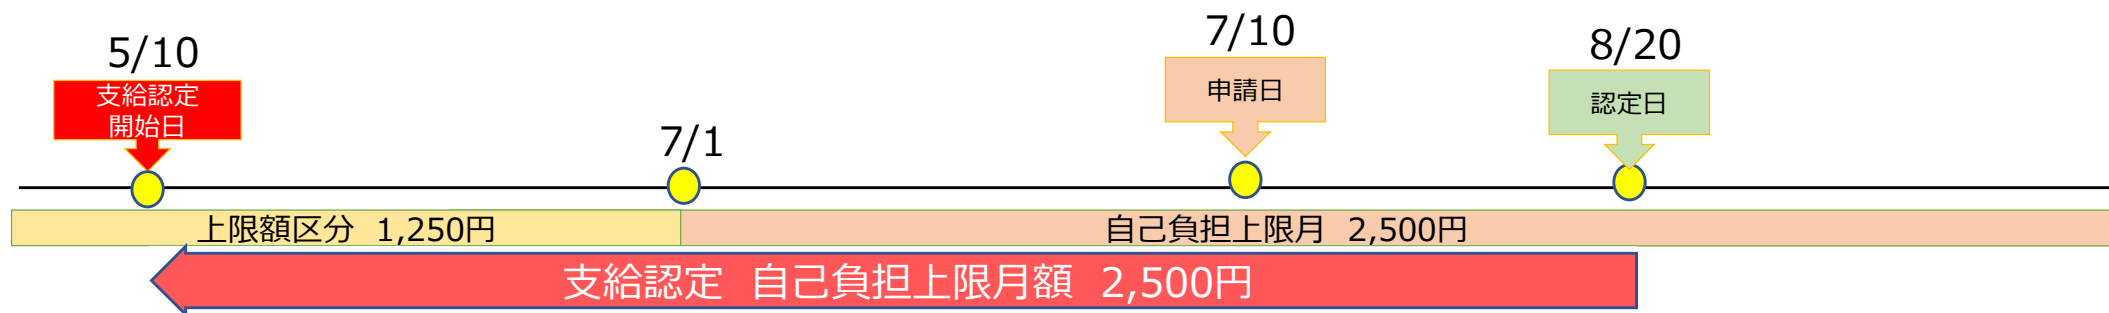 5/10
支給認定
開始日
7/1
7/10
申請日
8/20
認定日
上限額区分 1,250円
自己負担上限月 2,500円
支給認定 自己負担上限月額 2,500円